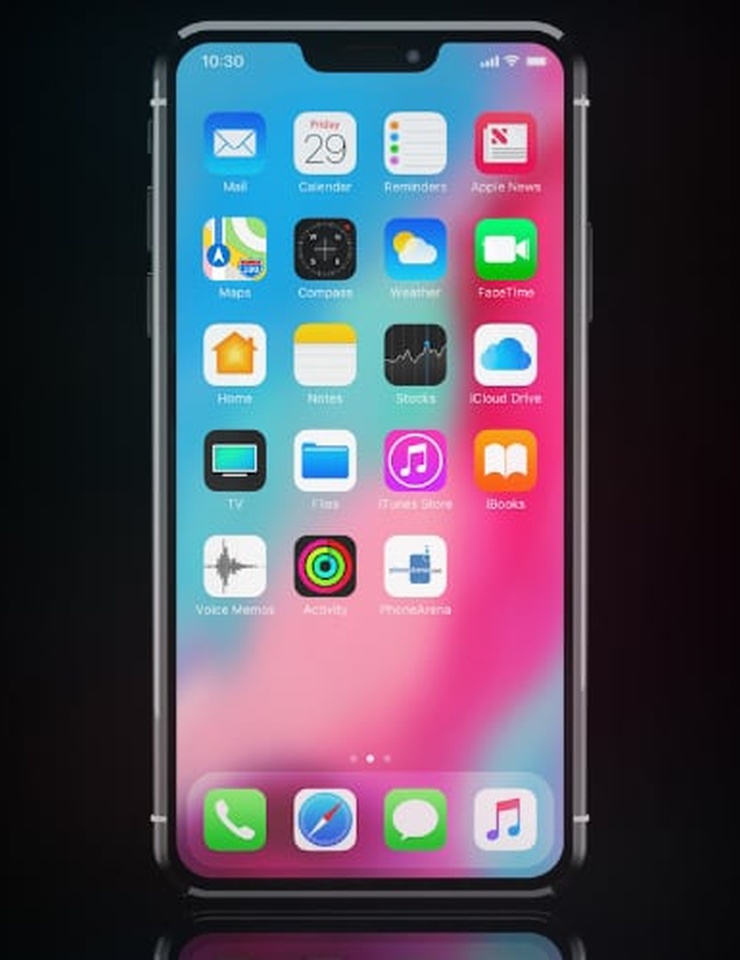 10:30
Friday
29
Mail
Calendar
Reminders
Apple News
Maps
Compass
Weather
FaceTime
Home
Notes
Stocks
iCloud Drive
TV
Files
iTunes Store
iBooks
Voice Memos
Activity
PhoneArena